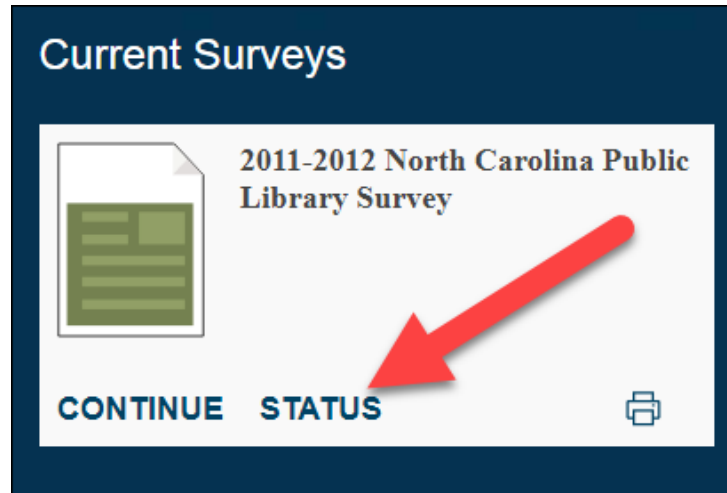 Current Surveys
2011-2012 North Carolina Public
Library Survey
CONTINUE STATUS